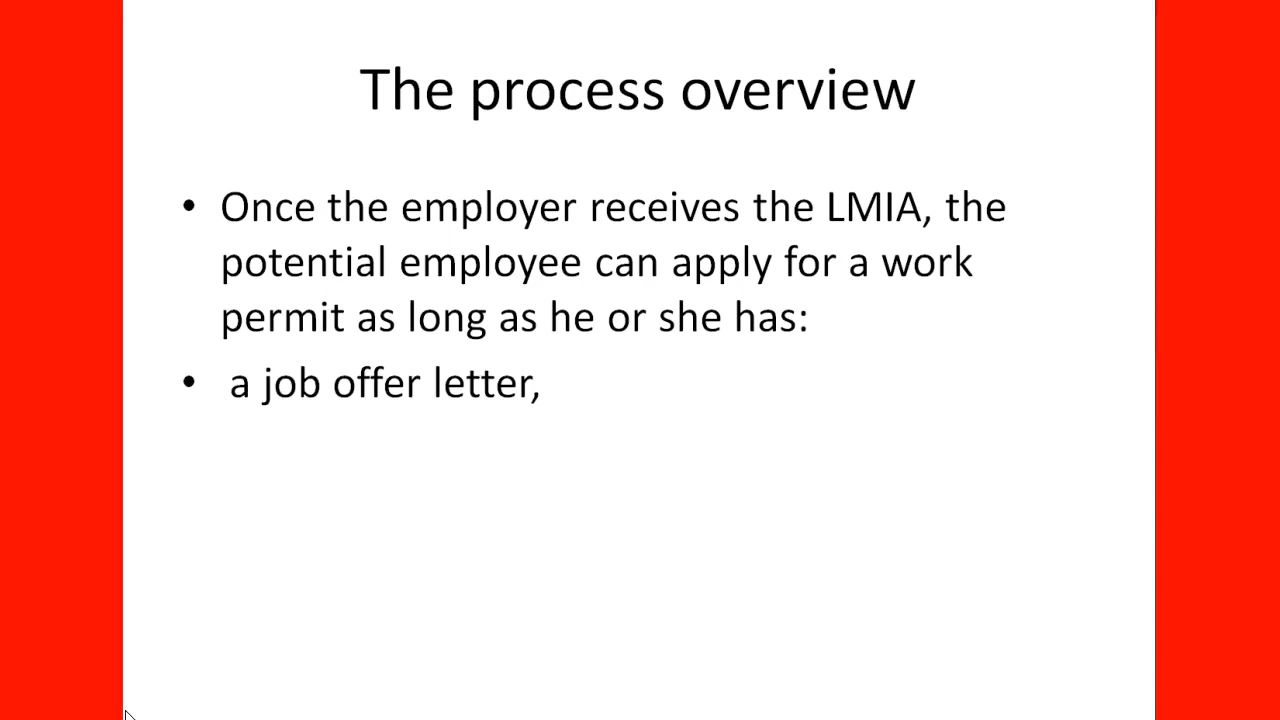 The process overview
• Once the employer receives the LMIA, the
potential employee can apply for a work
permit as long as he or she has:
• a job offer letter,